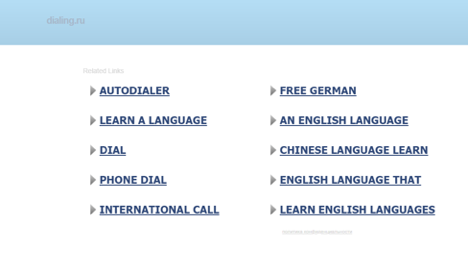 dialing.ru
Related Links
AUTODIALER
LEARN A LANGUAGE
DIAL
PHONE DIAL
INTERNATIONAL CALL
FREE GERMAN
AN ENGLISH LANGUAGE
CHINESE LANGUAGE LEARN
ENGLISH LANGUAGE THAT
LEARN ENGLISH LANGUAGES